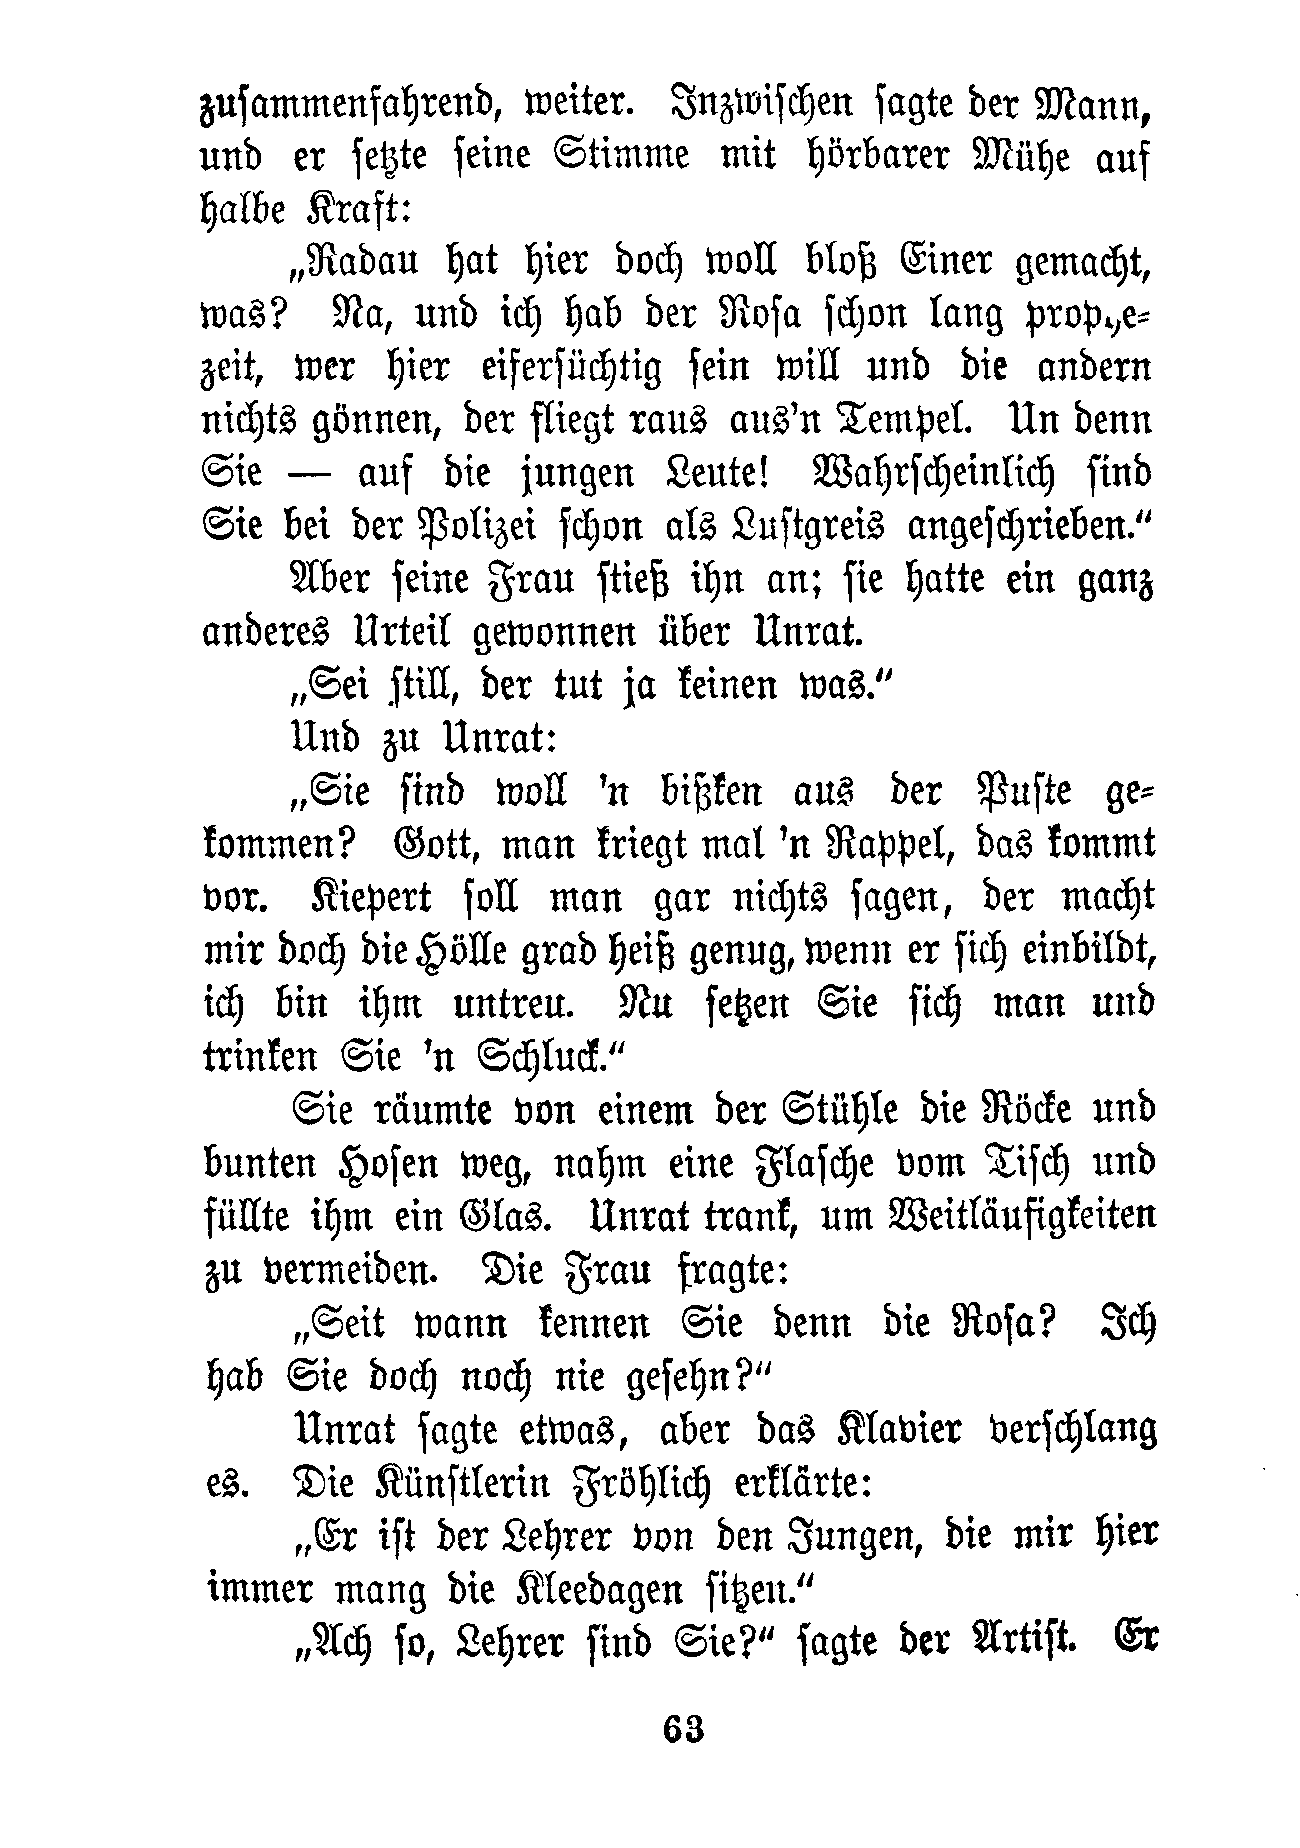 zusammenfahrend, weiter. Inzwischen sagte der Mann,
und er setzte seine Stimme mit hörbarer Mühe auf
halbe Kraft:
„Radau hat hier doch woll bloß Einer gemacht,
was? Na, und ich hab der Rosa schon lang prophe-
zeit, wer hier eifersüchtig sein will und die andern
nichts gönnen, der fliegt raus aus'n Tempel. Un denn
Sie — auf die jungen Leute! Wahrscheinlich sind
Sie bei der Polizei schon als Lustgreis angeschrieben.“
Aber seine Frau stieß ihn an; sie hatte ein ganz
anderes Urteil gewonnen über Unrat.
„Sei still, der tut ja keinen was.“
Und zu Unrat:
„Sie sind woll 'n bißken aus der Puste ge-
kommen? Gott, man kriegt mal 'n Rappel, das kommt
vor. Kiepert soll man gar nichts sagen, der macht
mir doch die Hölle grad heiß genug, wenn er sich einbildt,
ich bin ihm untreu. Nu setzen Sie sich man und
trinken Sie 'n Schluck.“
Sie räumte von einem der Stühle die Röcke und
bunten Hosen weg, nahm eine Flasche vom Tisch und
füllte ihm ein Glas. Unrat trank, um Weitläufigkeiten
zu vermeiden. Die Frau fragte:
„Seit wann kennen Sie denn die Rosa? Ich
hab Sie doch noch nie gesehn?“
Unrat sagte etwas, aber das Klavier verschlang
es. Die Künstlerin Fröhlich erklärte:
„Er ist der Lehrer von den Jungen, die mir hier
immer mang die Kleedagen sitzen.“
„Ach so, Lehrer sind Sie?“ sagte der Artist. Er
63